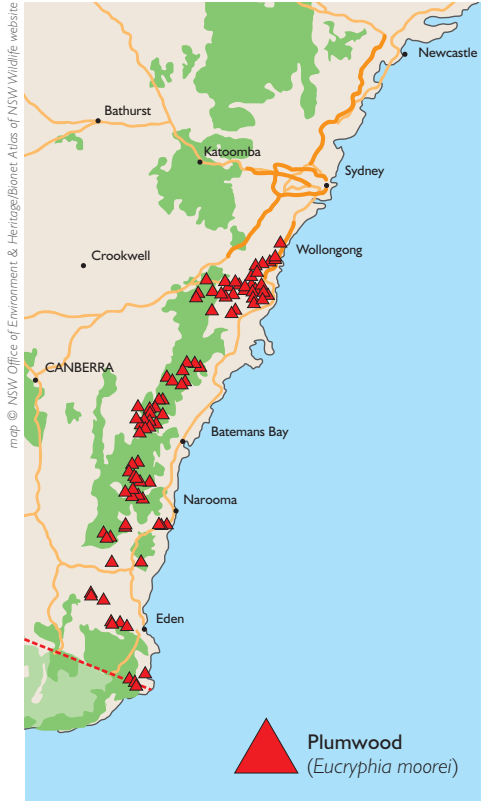 map © NSW Office of Environment & Heritage/Bionet Atlas of NSW Wildlife website
Newcastle
Bathurst
Katoomba
Sydney
Wollongong
Crookwell
CANBERRA
Batemans Bay
Narooma
Eden
Plumwood
(Eucryphia moorei)